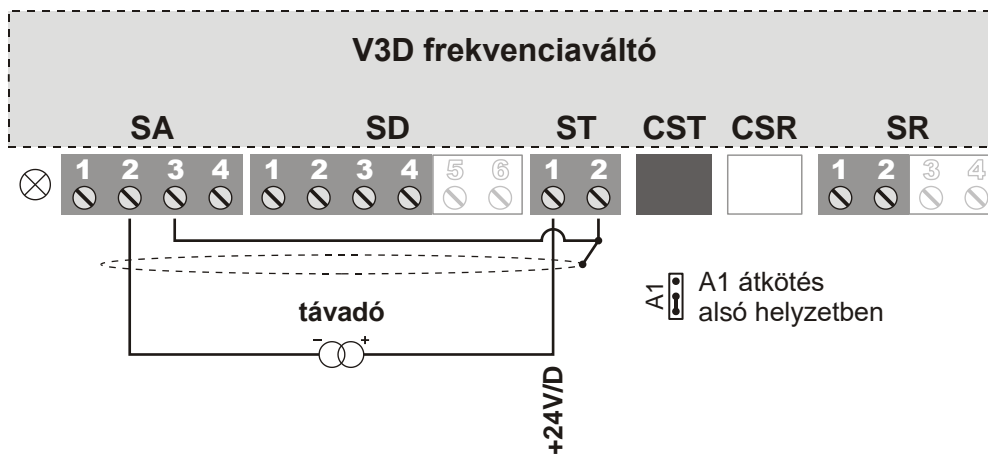 V3D frekvenciaváltó
SA SD ST CST CSR SR
1 2 3 4 1 2 3 4 5 6 1 2 1 2 3 4
A1 A1 átkötés
alsó helyzetben
távadó
- +
+24V/D